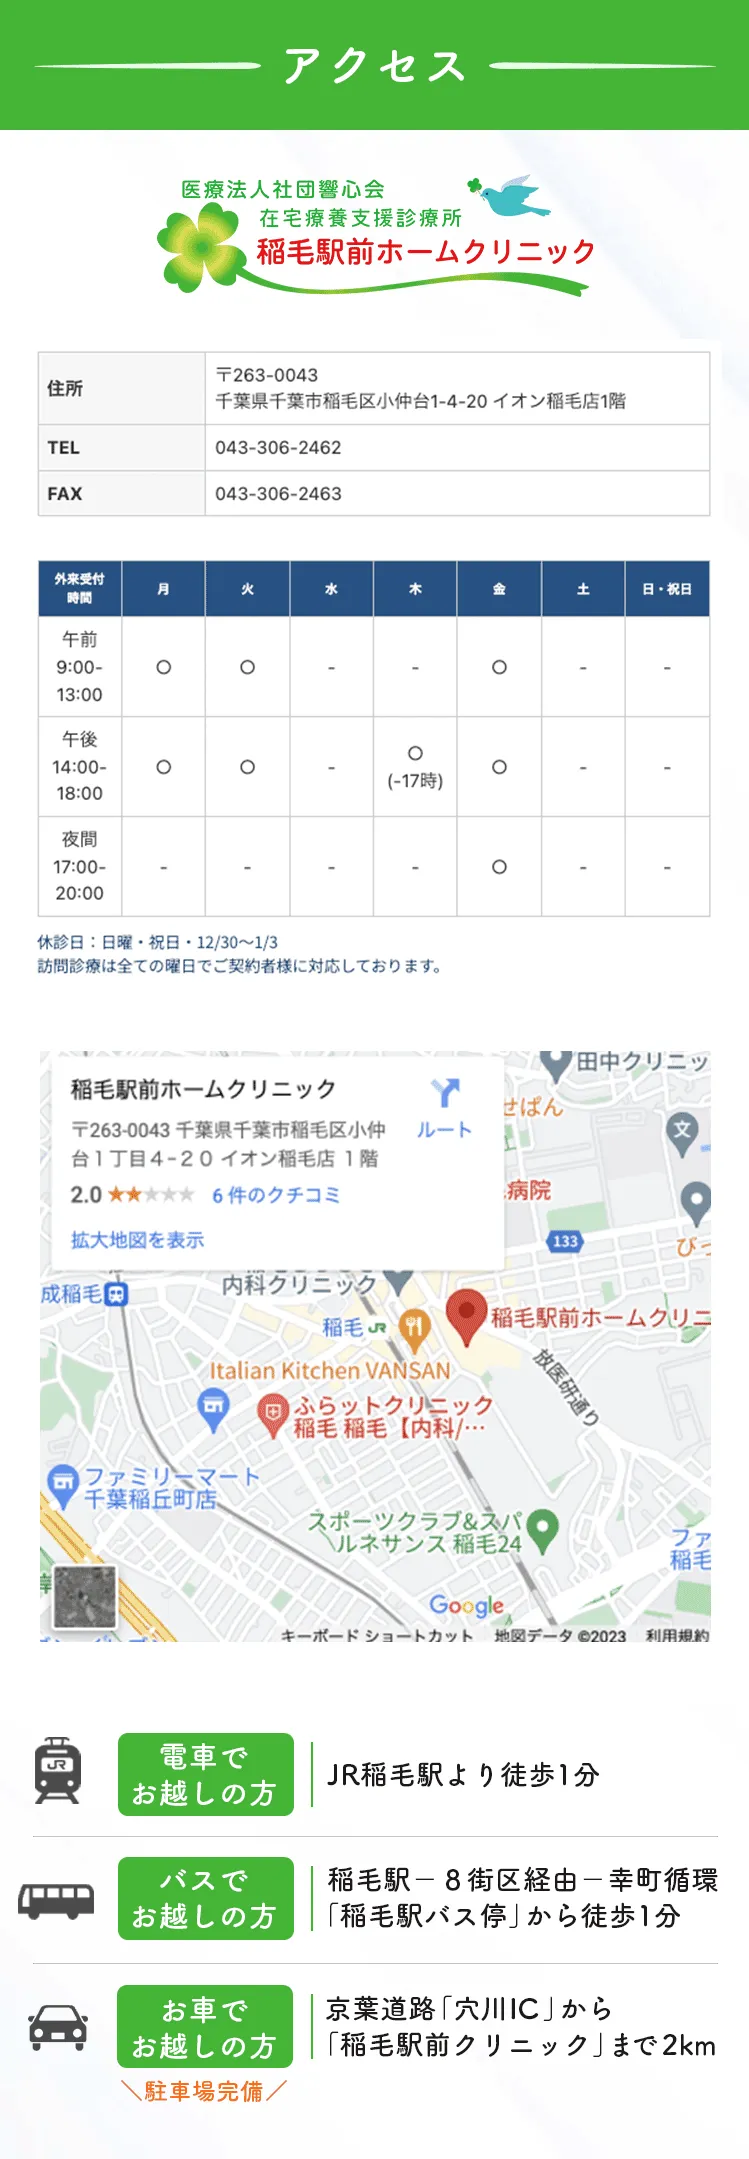 アクセス
医療法人社団響心会
在宅療養支援診療所
稲毛駅前ホームクリニック
住所
〒263-0043
千葉県千葉市稲毛区小仲台1-4-20 イオン稲毛店1階
TEL 043-306-2462
FAX 043-306-2463
外来受付時間 月 火 水 木 金 土 日・祝日
午前
9:00-
13:00
○ ○ - - ○ - -
午後
14:00-
18:00
○ ○ - ○ (-17時) ○ - -
夜間
17:00-
20:00
- - - - ○ - -
休診日：日曜・祝日・12/30〜1/3
訪問診療は全ての曜日でご契約者様に対応しております。
稲毛駅前ホームクリニック
〒263-0043 千葉県千葉市稲毛区小仲
台１丁目４−２０ イオン稲毛店 １階
ルート
2.0 ★★★★★ 6 件のクチコミ
拡大地図を表示
田中クリニッ
せぱん
文
病院
133
びっ
内科クリニック
成稲毛
稲毛 JR
稲毛駅前ホームクリニ
Italian Kitchen VANSAN
放医研通り
ふらットクリニック
稲毛 稲毛【内科/…
ファミリーマート
千葉稲丘町店
スポーツクラブ&スパ
ルネサンス 稲毛24
ファ
稲毛
Google
キーボード ショートカット 地図データ ©2023 利用規約
JR
電車で
お越しの方
JR稲毛駅より徒歩1分
バスで
お越しの方
稲毛駅－８街区経由－幸町循環
「稲毛駅バス停」から徒歩1分
お車で
お越しの方
京葉道路「穴川IC」から
「稲毛駅前クリニック」まで2km
＼駐車場完備／